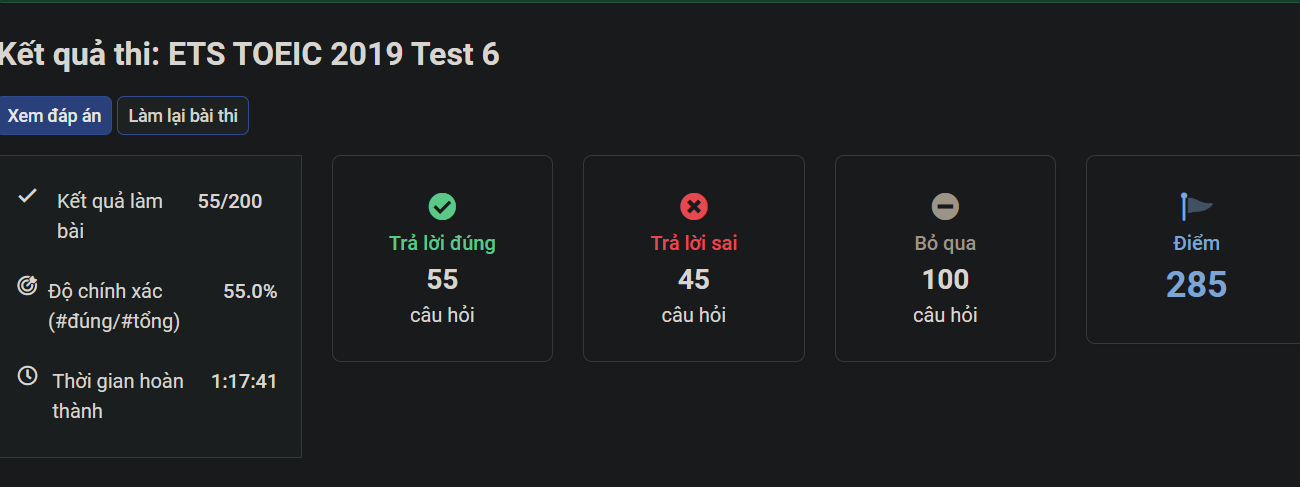 Kết quả thi: ETS TOEIC 2019 Test 6
Xem đáp án
Làm lại bài thi
Kết quả làm bài 55/200
Độ chính xác (#đúng/#tổng) 55.0%
Thời gian hoàn thành 1:17:41
Trả lời đúng
55
câu hỏi
Trả lời sai
45
câu hỏi
Bỏ qua
100
câu hỏi
Điểm
285